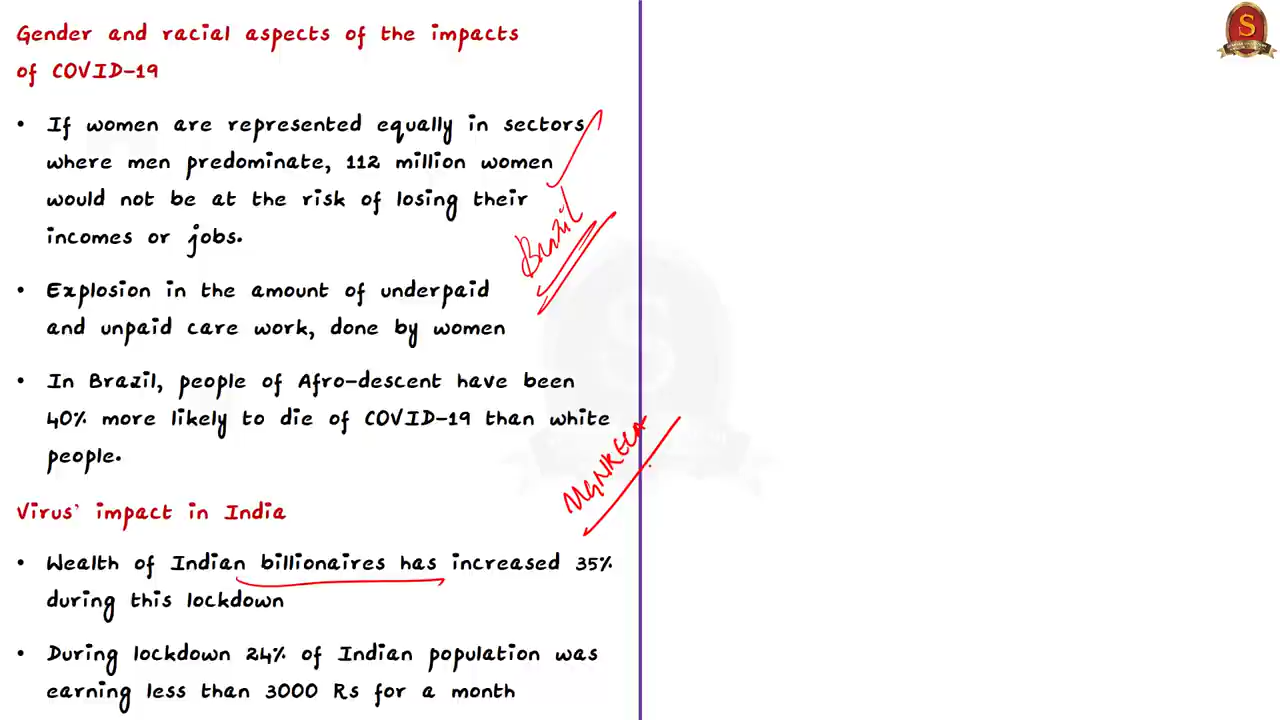 Gender and racial aspects of the impacts
of COVID-19
• If women are represented equally in sectors
where men predominate, 112 million women
would not be at the risk of losing their
incomes or jobs.
Brazil
• Explosion in the amount of underpaid
and unpaid care work, done by women
• In Brazil, people of Afro-descent have been
40% more likely to die of COVID-19 than white
people.
MGNREGA
Virus' impact in India
• Wealth of Indian billionaires has increased 35%
during this lockdown
• During lockdown 24% of Indian population was
earning less than 3000 Rs for a month
S